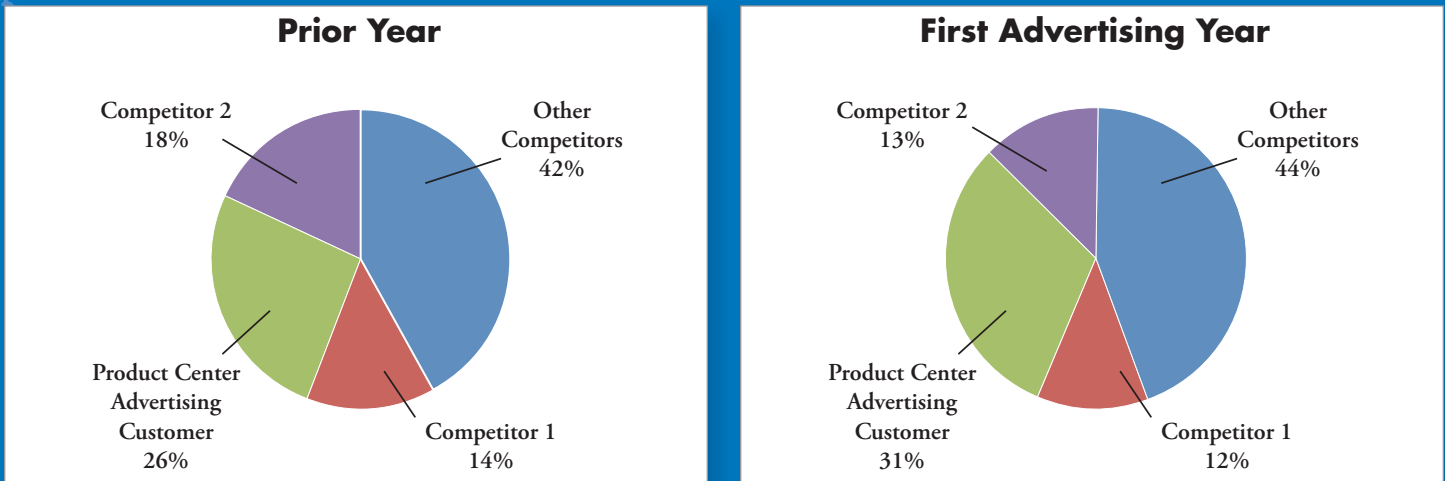 Prior Year
Competitor 2
18%
Other
Competitors
42%
Product Center
Advertising
Customer
26%
Competitor 1
14%
First Advertising Year
Competitor 2
13%
Other
Competitors
44%
Product Center
Advertising
Customer
31%
Competitor 1
12%